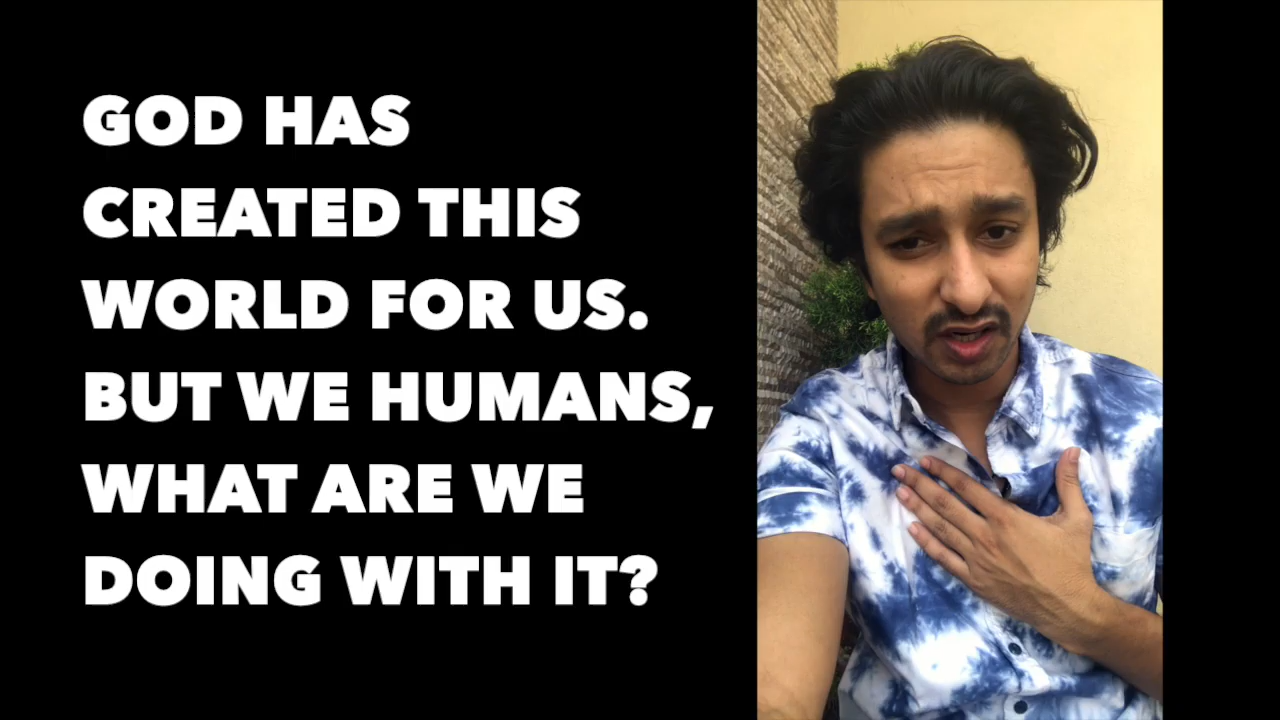 GOD HAS
CREATED THIS
WORLD FOR US.
BUT WE HUMANS,
WHAT ARE WE
DOING WITH IT?